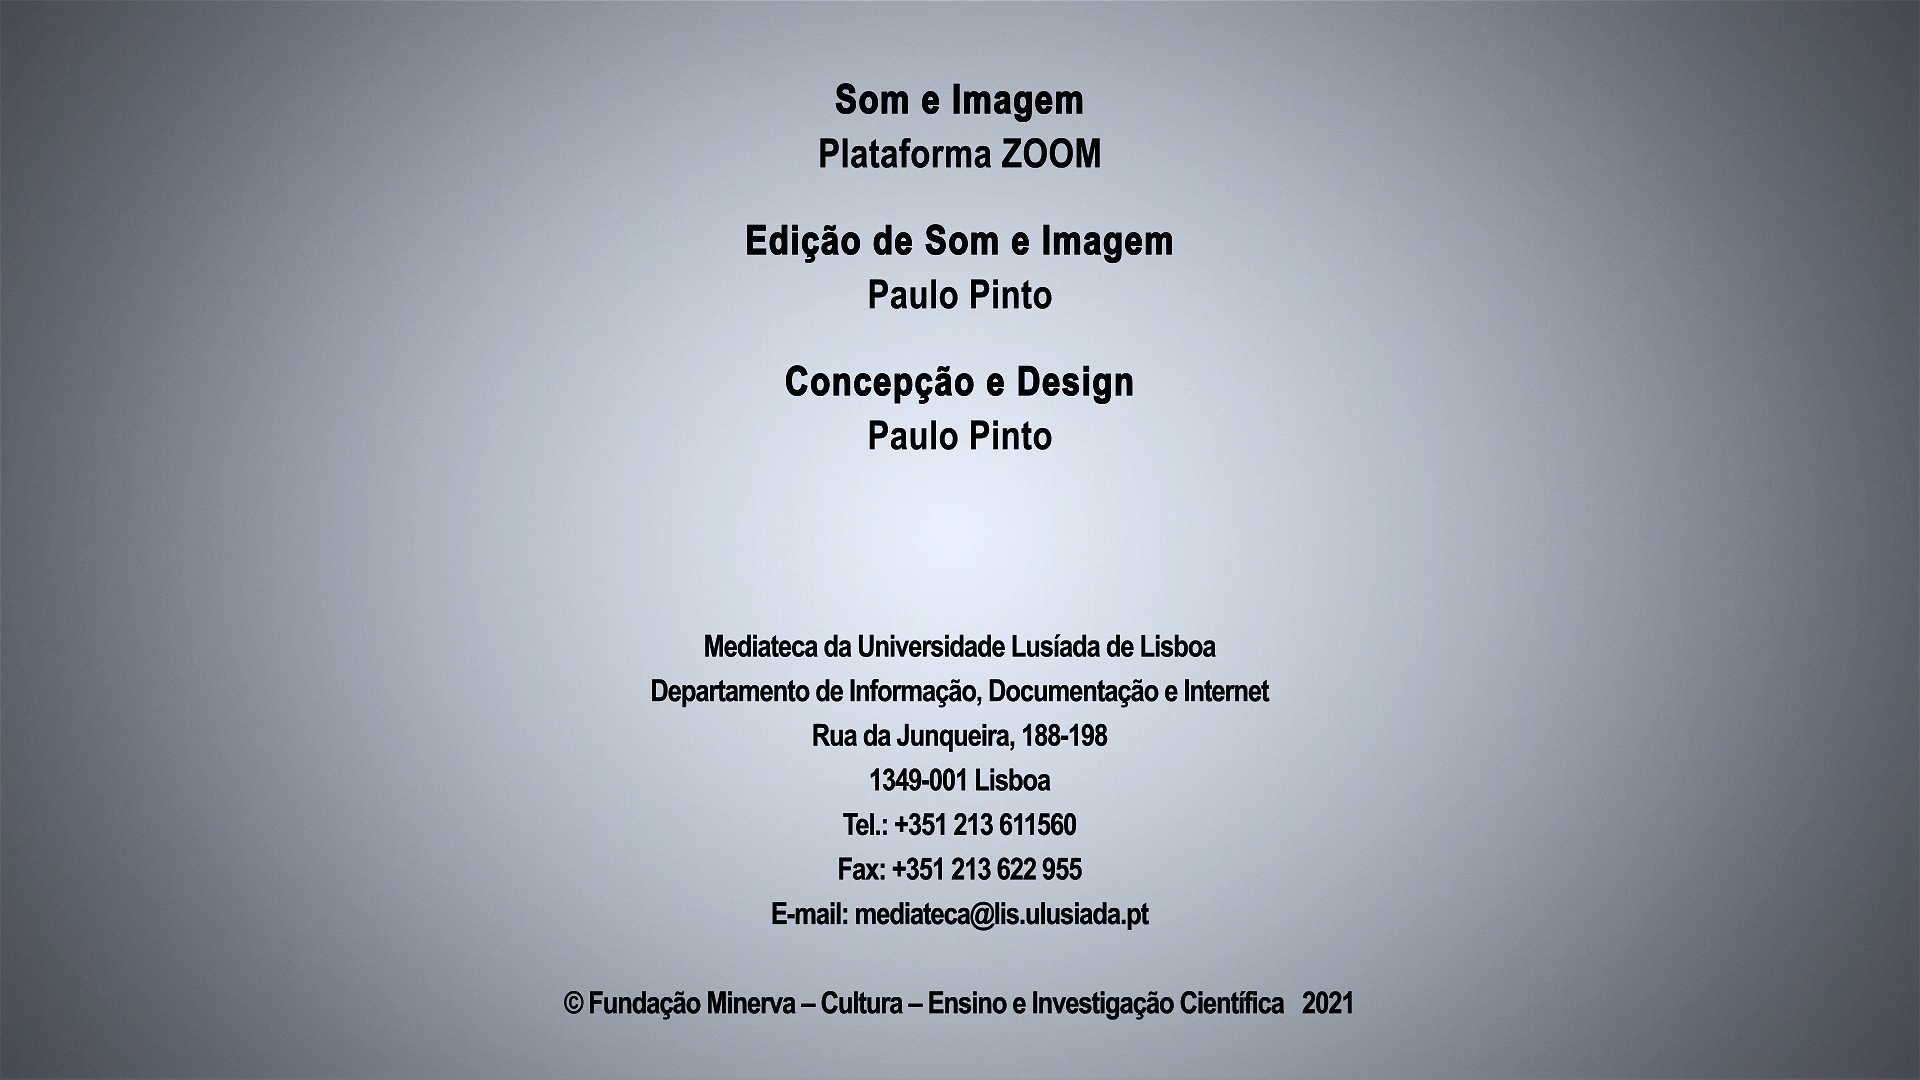 Som e Imagem
Plataforma ZOOM
Edição de Som e Imagem
Paulo Pinto
Concepção e Design
Paulo Pinto
Mediateca da Universidade Lusíada de Lisboa
Departamento de Informação, Documentação e Internet
Rua da Junqueira, 188-198
1349-001 Lisboa
Tel.: +351 213 611560
Fax: +351 213 622 955
E-mail: mediateca@lis.ulusiada.pt
© Fundação Minerva – Cultura – Ensino e Investigação Científica 2021